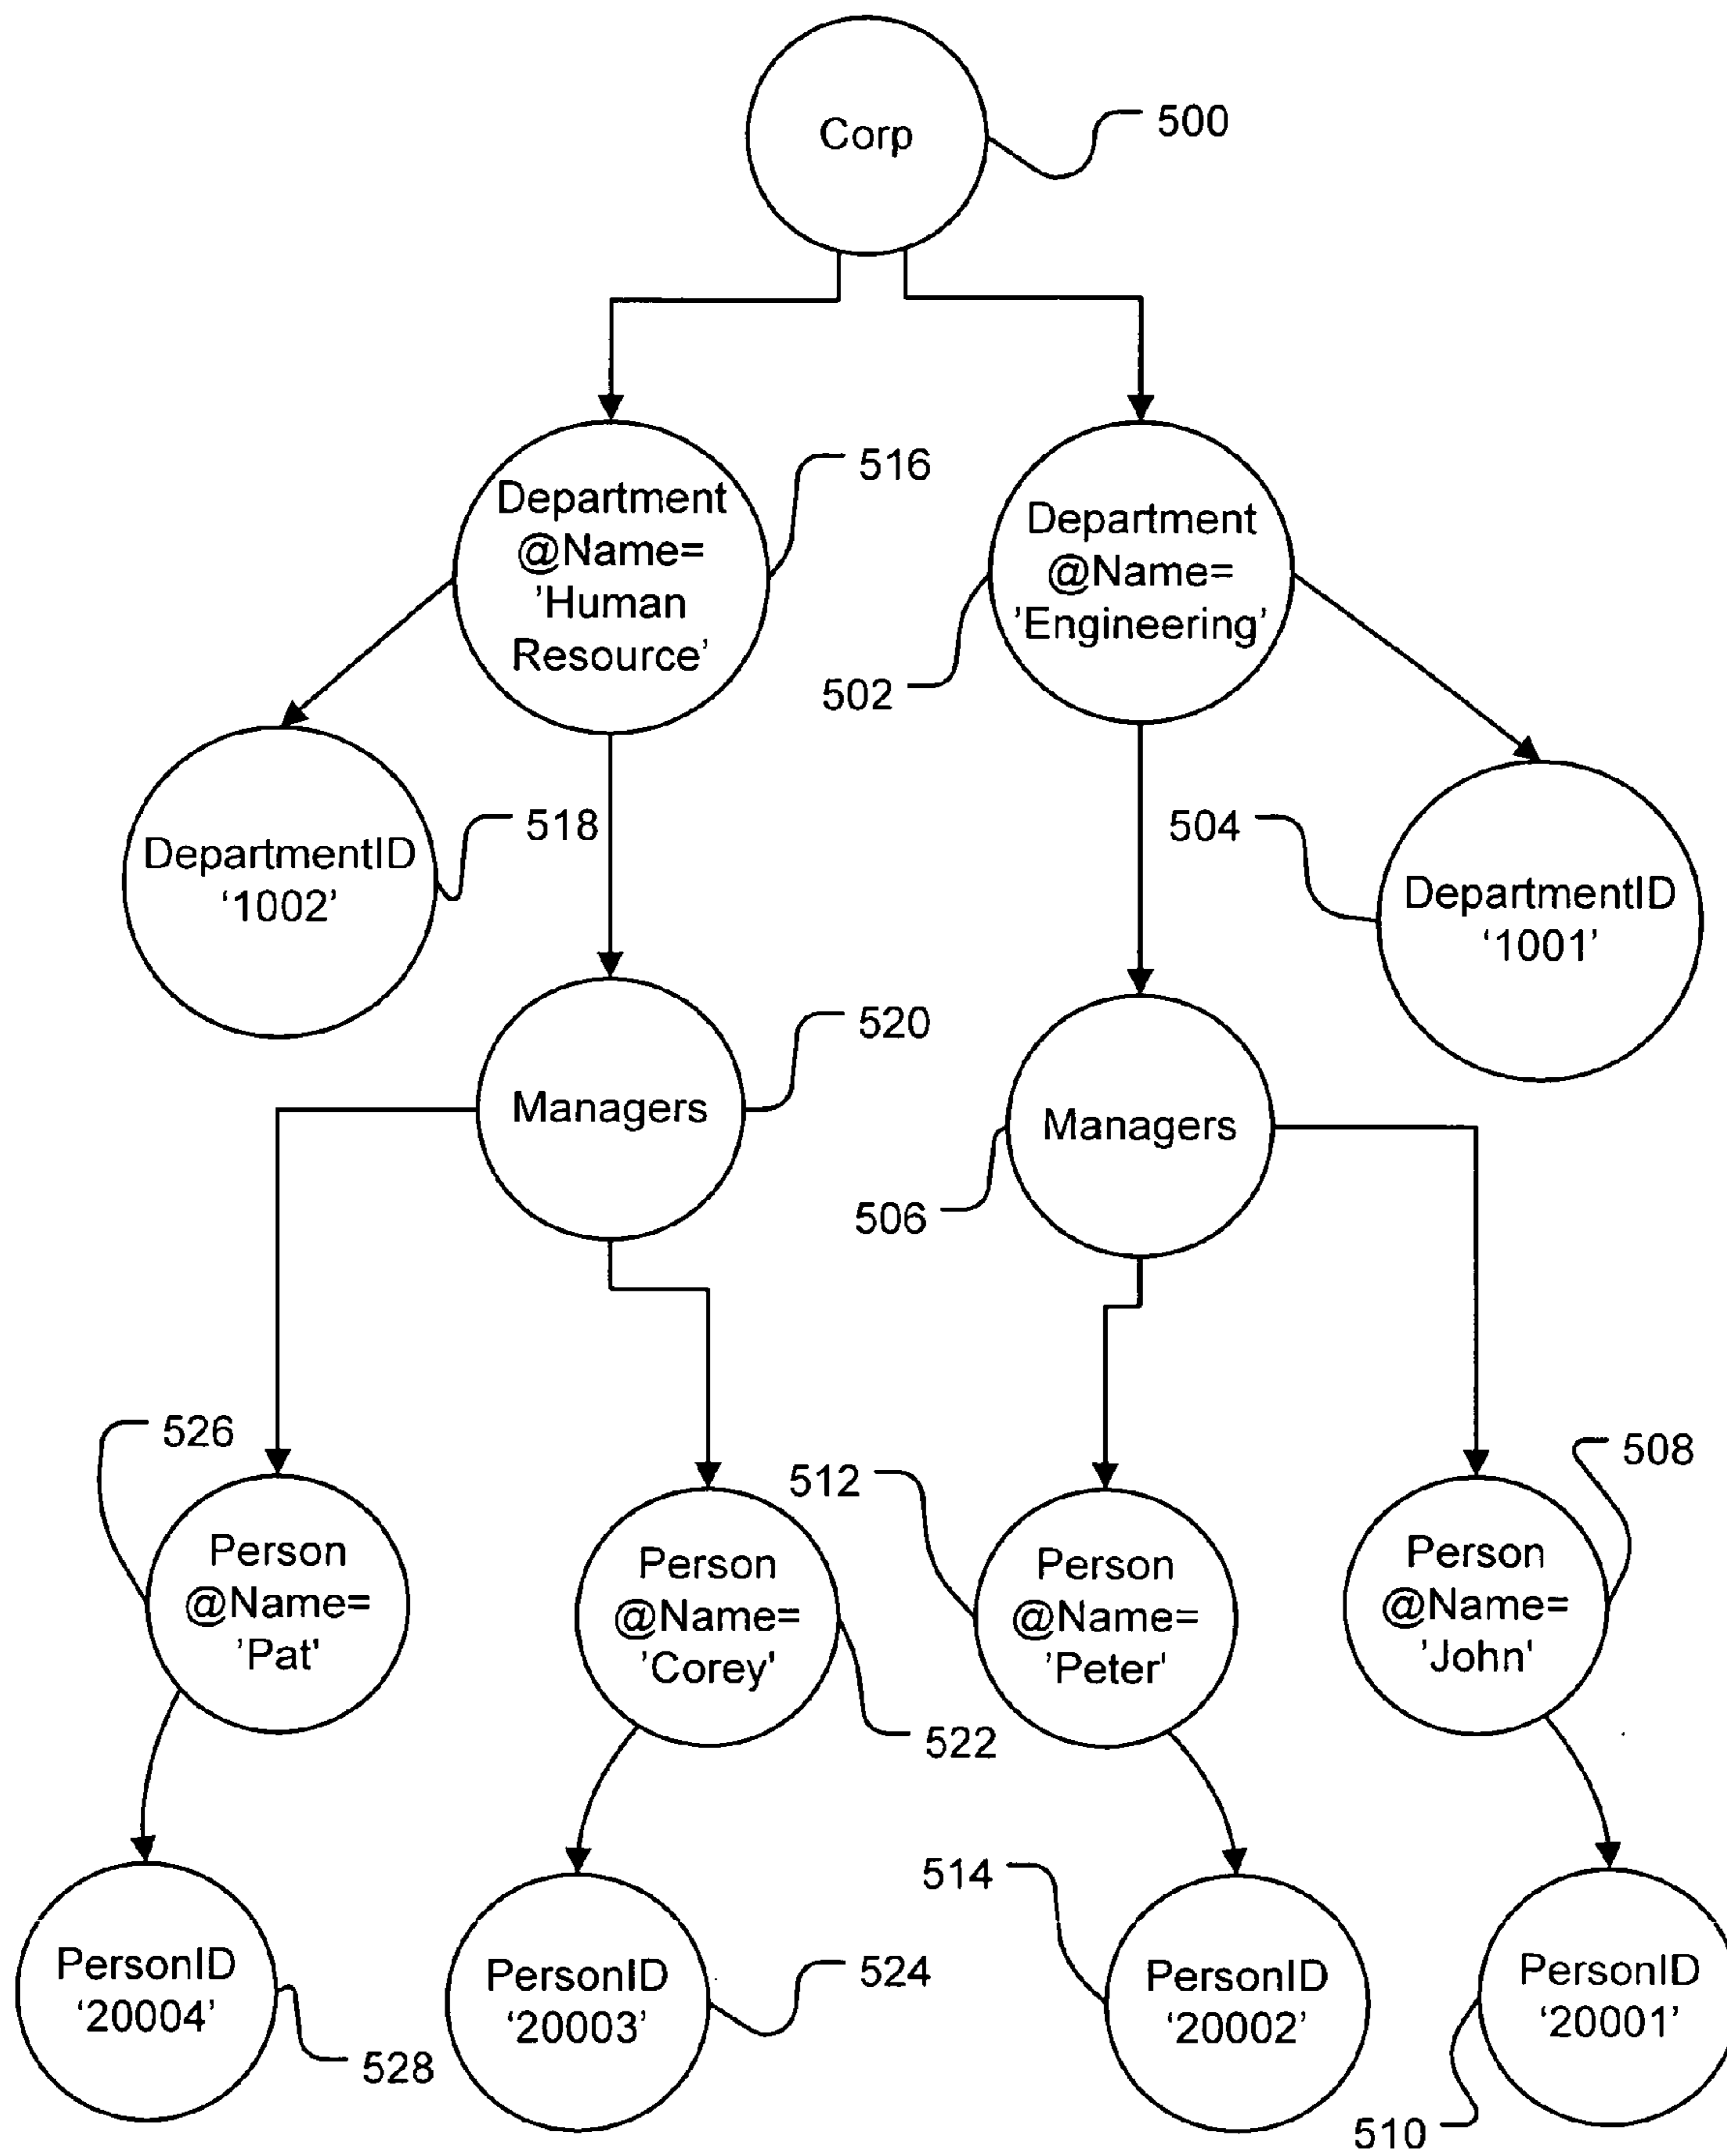 Corp
500
Department
@Name=
’Human
Resource’
516
Department
@Name=
’Engineering’
502
DepartmentID
‘1002’
518
504
DepartmentID
‘1001’
Managers
520
Managers
506
526
Person
@Name=
’Pat'
Person
@Name=
’Corey'
522
512
Person
@Name=
’Peter'
508
Person
@Name=
’John'
PersonID
‘20004’
528
PersonID
‘20003’
524
514
PersonID
‘20002’
PersonID
‘20001’
510